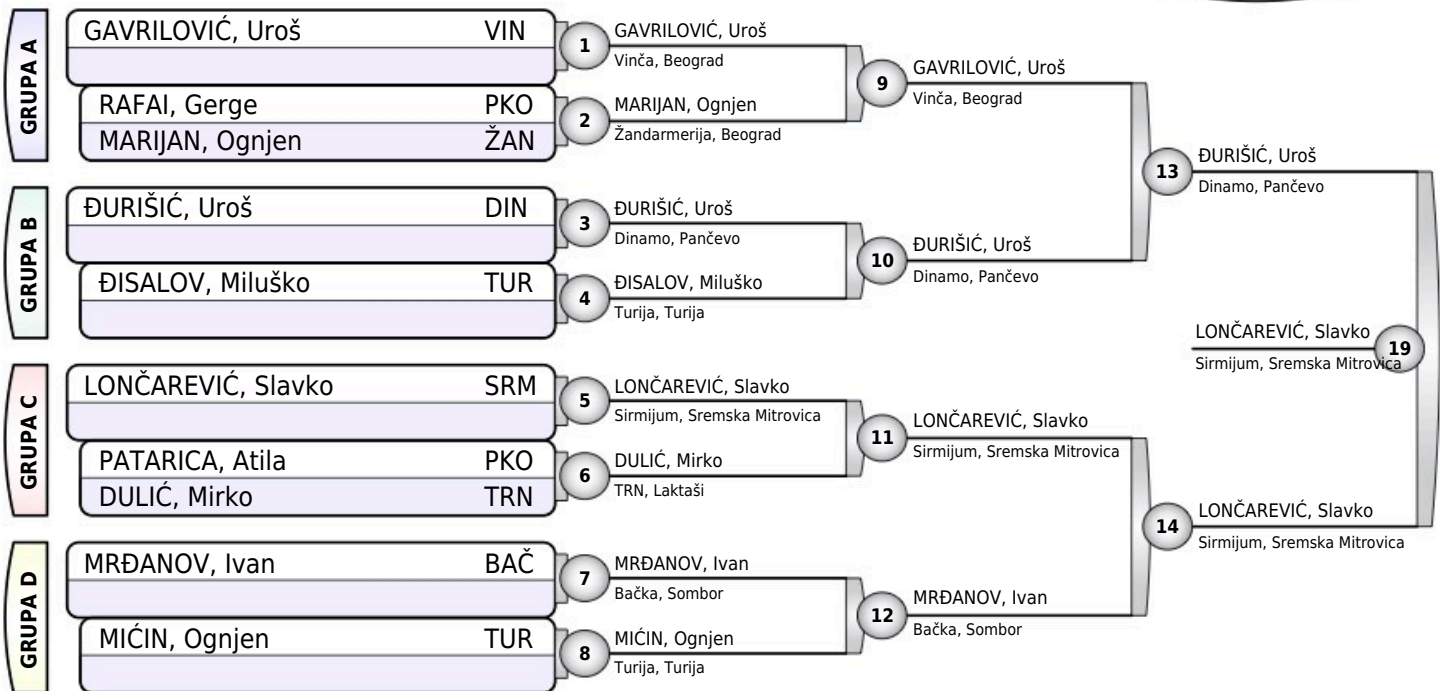 GRUPA A
GAVRILOVIĆ, Uroš VIN
RAFAI, Gerge PKO
MARIJAN, Ognjen ŽAN
GRUPA B
ĐURIŠIĆ, Uroš DIN
ĐISALOV, Miluško TUR
GRUPA C
LONČAREVIĆ, Slavko SRM
PATARICA, Atila PKO
DULIĆ, Mirko TRN
GRUPA D
MRĐANOV, Ivan BAČ
MIĆIN, Ognjen TUR
1
GAVRILOVIĆ, Uroš
Vinča, Beograd
2
MARIJAN, Ognjen
Žandarmerija, Beograd
3
ĐURIŠIĆ, Uroš
Dinamo, Pančevo
4
ĐISALOV, Miluško
Turija, Turija
5
LONČAREVIĆ, Slavko
Sirmijum, Sremska Mitrovica
6
DULIĆ, Mirko
TRN, Laktaši
7
MRĐANOV, Ivan
Bačka, Sombor
8
MIĆIN, Ognjen
Turija, Turija
9
GAVRILOVIĆ, Uroš
Vinča, Beograd
10
ĐURIŠIĆ, Uroš
Dinamo, Pančevo
11
LONČAREVIĆ, Slavko
Sirmijum, Sremska Mitrovica
12
MRĐANOV, Ivan
Bačka, Sombor
13
ĐURIŠIĆ, Uroš
Dinamo, Pančevo
14
LONČAREVIĆ, Slavko
Sirmijum, Sremska Mitrovica
LONČAREVIĆ, Slavko
19
Sirmijum, Sremska Mitrovica